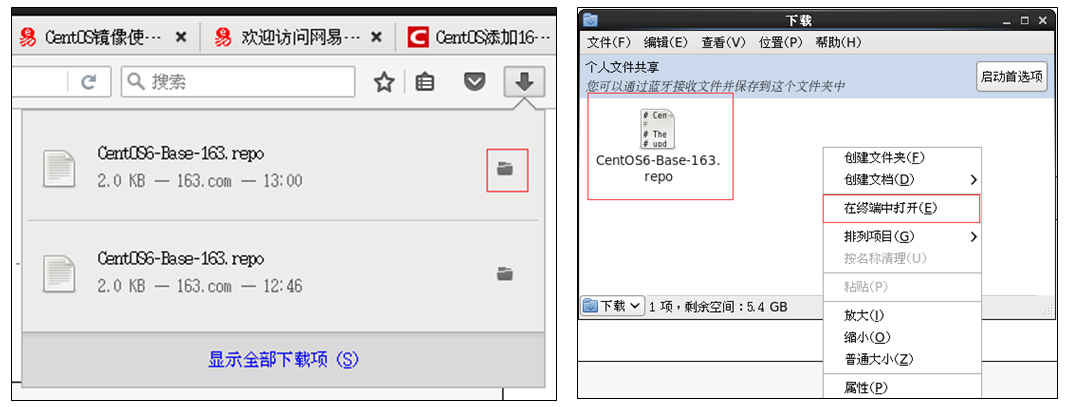 CentOS镜像使…
欢迎访问网易…
CentOS添加16…
搜索
CentOS6-Base-163.repo
2.0 KB — 163.com — 13:00
CentOS6-Base-163.repo
2.0 KB — 163.com — 12:46
显示全部下载项 (S)
下载
文件(F) 编辑(E) 查看(V) 位置(P) 帮助(H)
个人文件共享
您可以通过蓝牙接收文件并保存到这个文件夹中
启动首选项
# Cen
=
# The
# upd
CentOS6-Base-163.
repo
创建文件夹(F)
创建文档(D)
在终端中打开(E)
排列项目(G)
按名称清理(U)
粘贴(P)
放大(I)
缩小(O)
普通大小(Z)
属性(P)
下载
1 项，剩余空间：5.4 GB